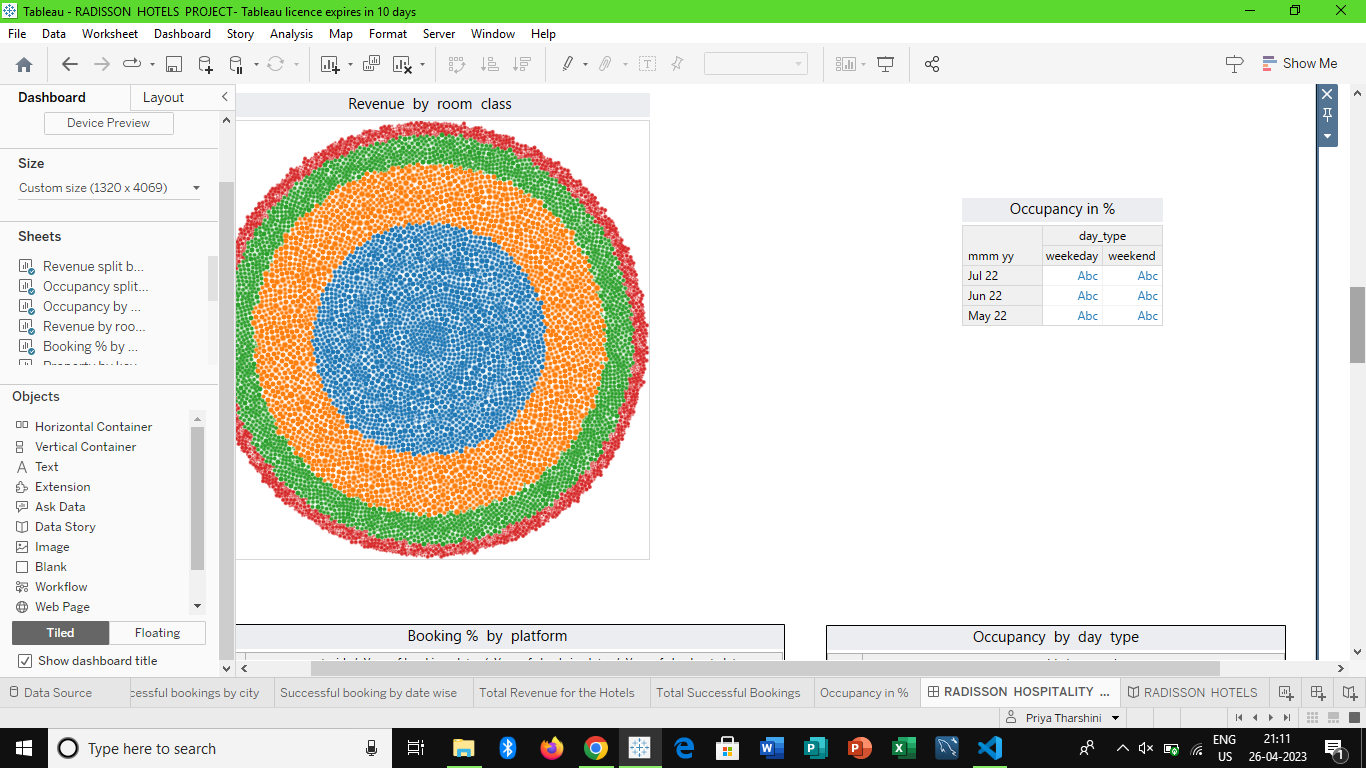 Tableau - RADISSON HOTELS PROJECT- Tableau licence expires in 10 days
File Data Worksheet Dashboard Story Analysis Map Format Server Window Help
Show Me
Dashboard Layout
Device Preview
Size
Custom size (1320 x 4069)
Sheets
Revenue split b...
Occupancy split...
Occupancy by ...
Revenue by roo...
Booking % by ...
Objects
Horizontal Container
Vertical Container
Text
Extension
Ask Data
Data Story
Image
Blank
Workflow
Web Page
Tiled Floating
Show dashboard title
Revenue by room class
Occupancy in %
day_type
mmm yy weekeday weekend
Jul 22 Abc Abc
Jun 22 Abc Abc
May 22 Abc Abc
Booking % by platform
Occupancy by day type
Data Source cessful bookings by city Successful booking by date wise Total Revenue for the Hotels Total Successful Bookings Occupancy in % RADISSON HOSPITALITY ... RADISSON HOTELS
Priya Tharshini
Type here to search
ENG
US
21:11
26-04-2023
1